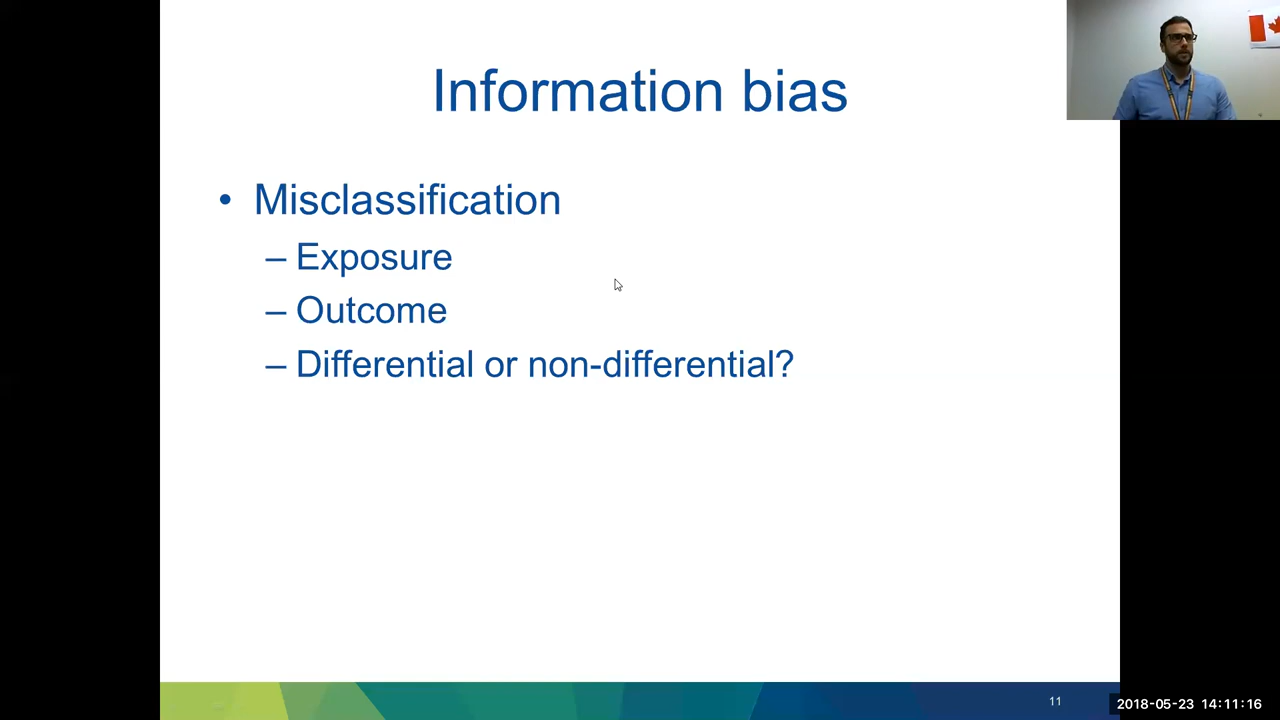 Information bias
• Misclassification
– Exposure
– Outcome
– Differential or non-differential?
11
2018-05-23 14:11:16